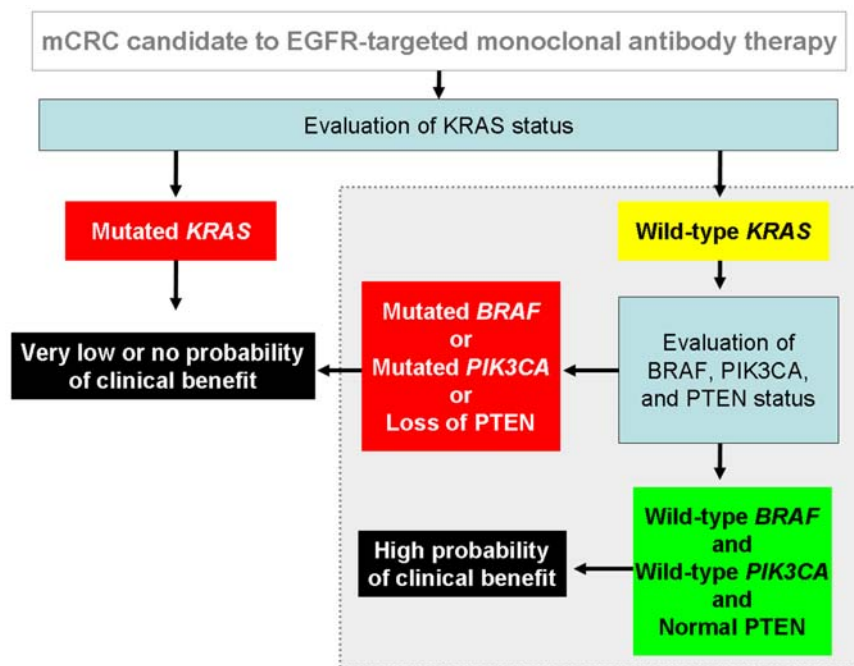 mCRC candidate to EGFR-targeted monoclonal antibody therapy
Evaluation of KRAS status
Mutated KRAS
Wild-type KRAS
Very low or no probability
of clinical benefit
Mutated BRAF
or
Mutated PIK3CA
or
Loss of PTEN
Evaluation of
BRAF, PIK3CA,
and PTEN status
High probability
of clinical benefit
Wild-type BRAF
and
Wild-type PIK3CA
and
Normal PTEN